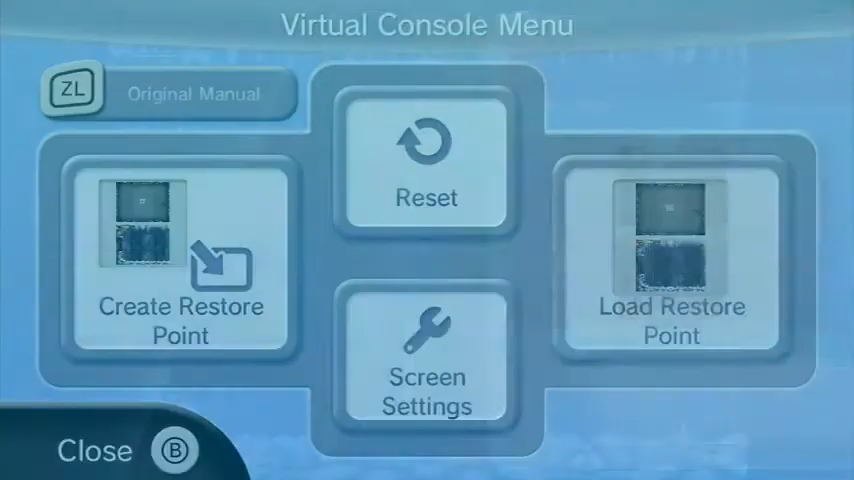 Virtual Console Menu
ZL
Original Manual
Reset
Create Restore
Point
Load Restore
Point
Screen
Settings
Close B